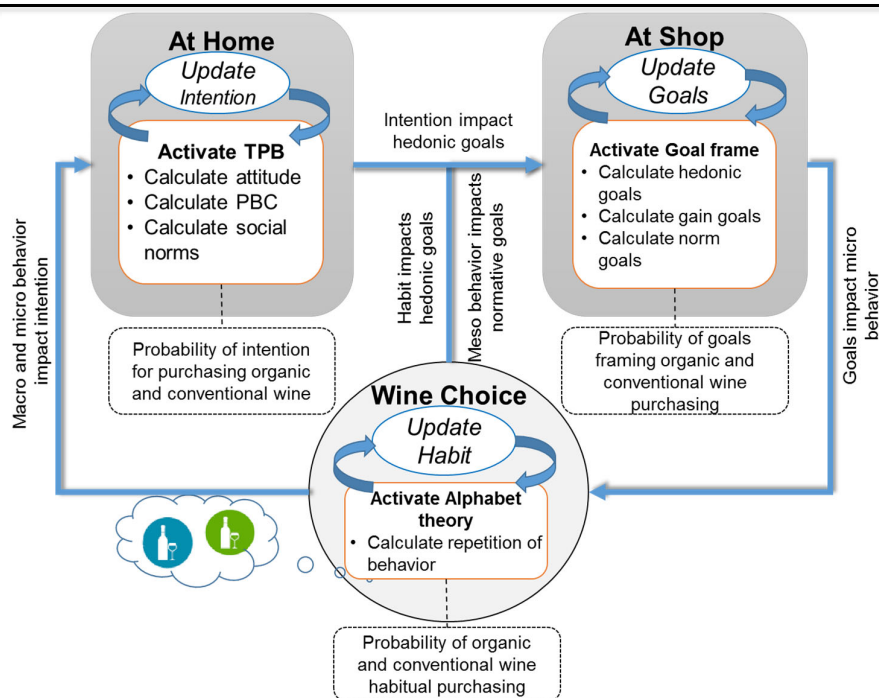 At Home
Update
Intention
Activate TPB
• Calculate attitude
• Calculate PBC
• Calculate social
norms
Probability of intention
for purchasing organic
and conventional wine
Macro and micro behavior
impact intention
Intention impact
hedonic goals
Habit impacts
hedonic goals
Meso behavior impacts
normative goals
At Shop
Update
Goals
Activate Goal frame
• Calculate hedonic
goals
• Calculate gain goals
• Calculate norm
goals
Probability of goals
framing organic and
conventional wine
purchasing
Goals impact micro
behavior
Wine Choice
Update
Habit
Activate Alphabet
theory
• Calculate repetition of
behavior
Probability of organic
and conventional wine
habitual purchasing